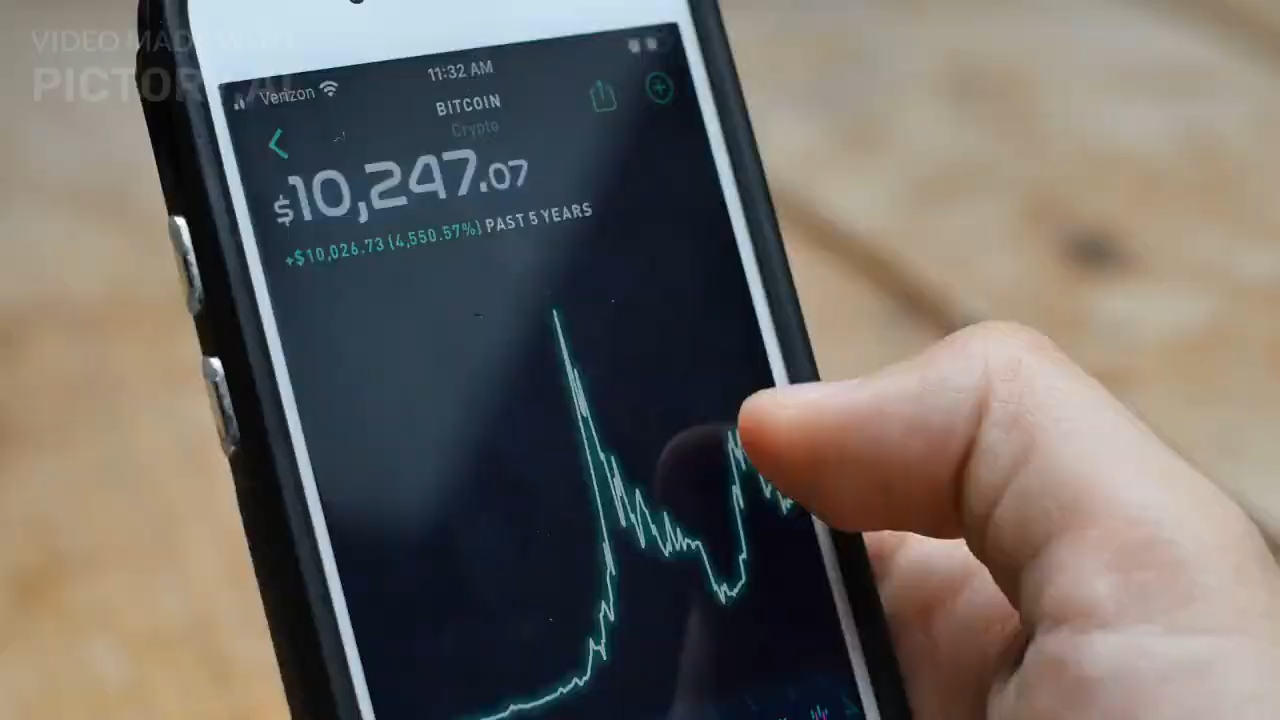 VIDEO MADE WITH
PICTORY.AI
11:32 AM
Verizon
BITCOIN
Crypto
$10,247.07
+$10,026.73 (4,550.57%) PAST 5 YEARS